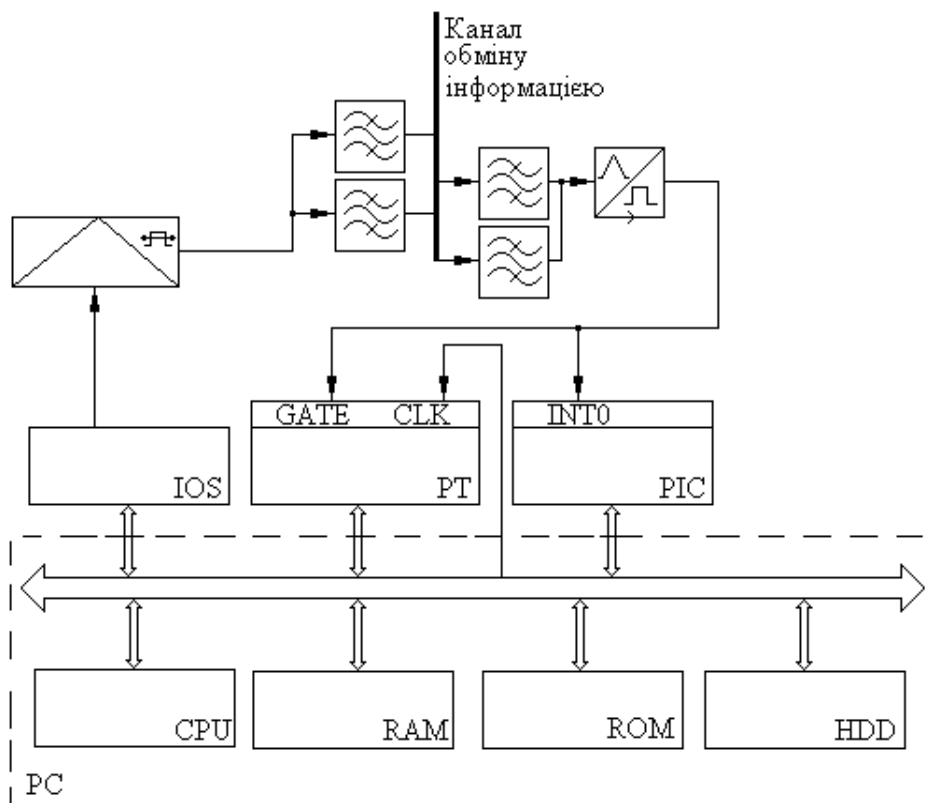 Канал
обміну
інформацією
GATE CLK
INT0
IOS
PT
PIC
CPU
RAM
ROM
HDD
PC